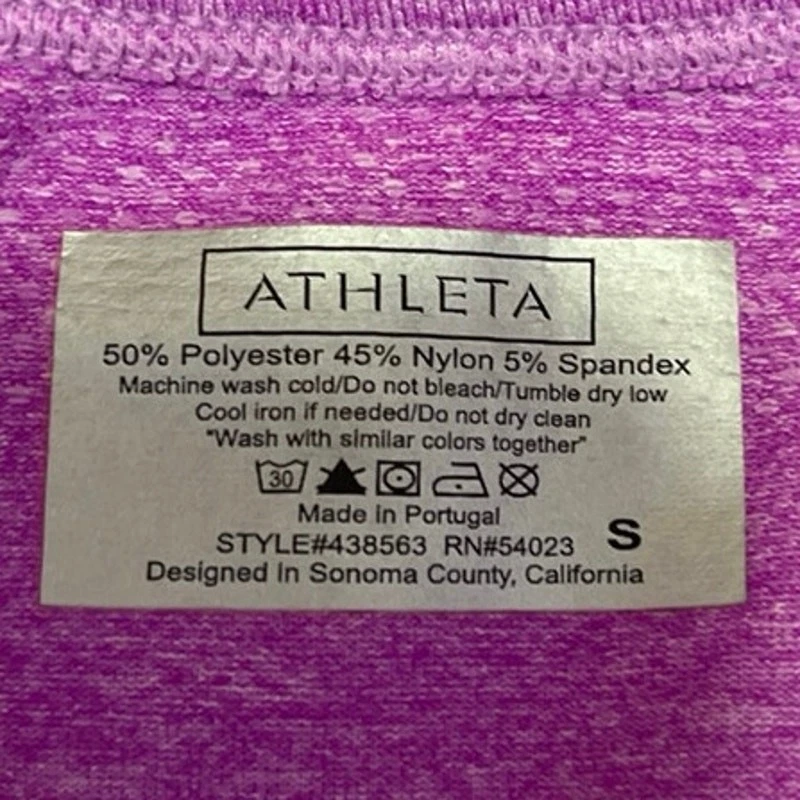 ATHLETA
50% Polyester 45% Nylon 5% Spandex
Machine wash cold/Do not bleach/Tumble dry low
Cool iron if needed/Do not dry clean
"Wash with similar colors together"
30
Made in Portugal
STYLE#438563 RN#54023 S
Designed In Sonoma County, California